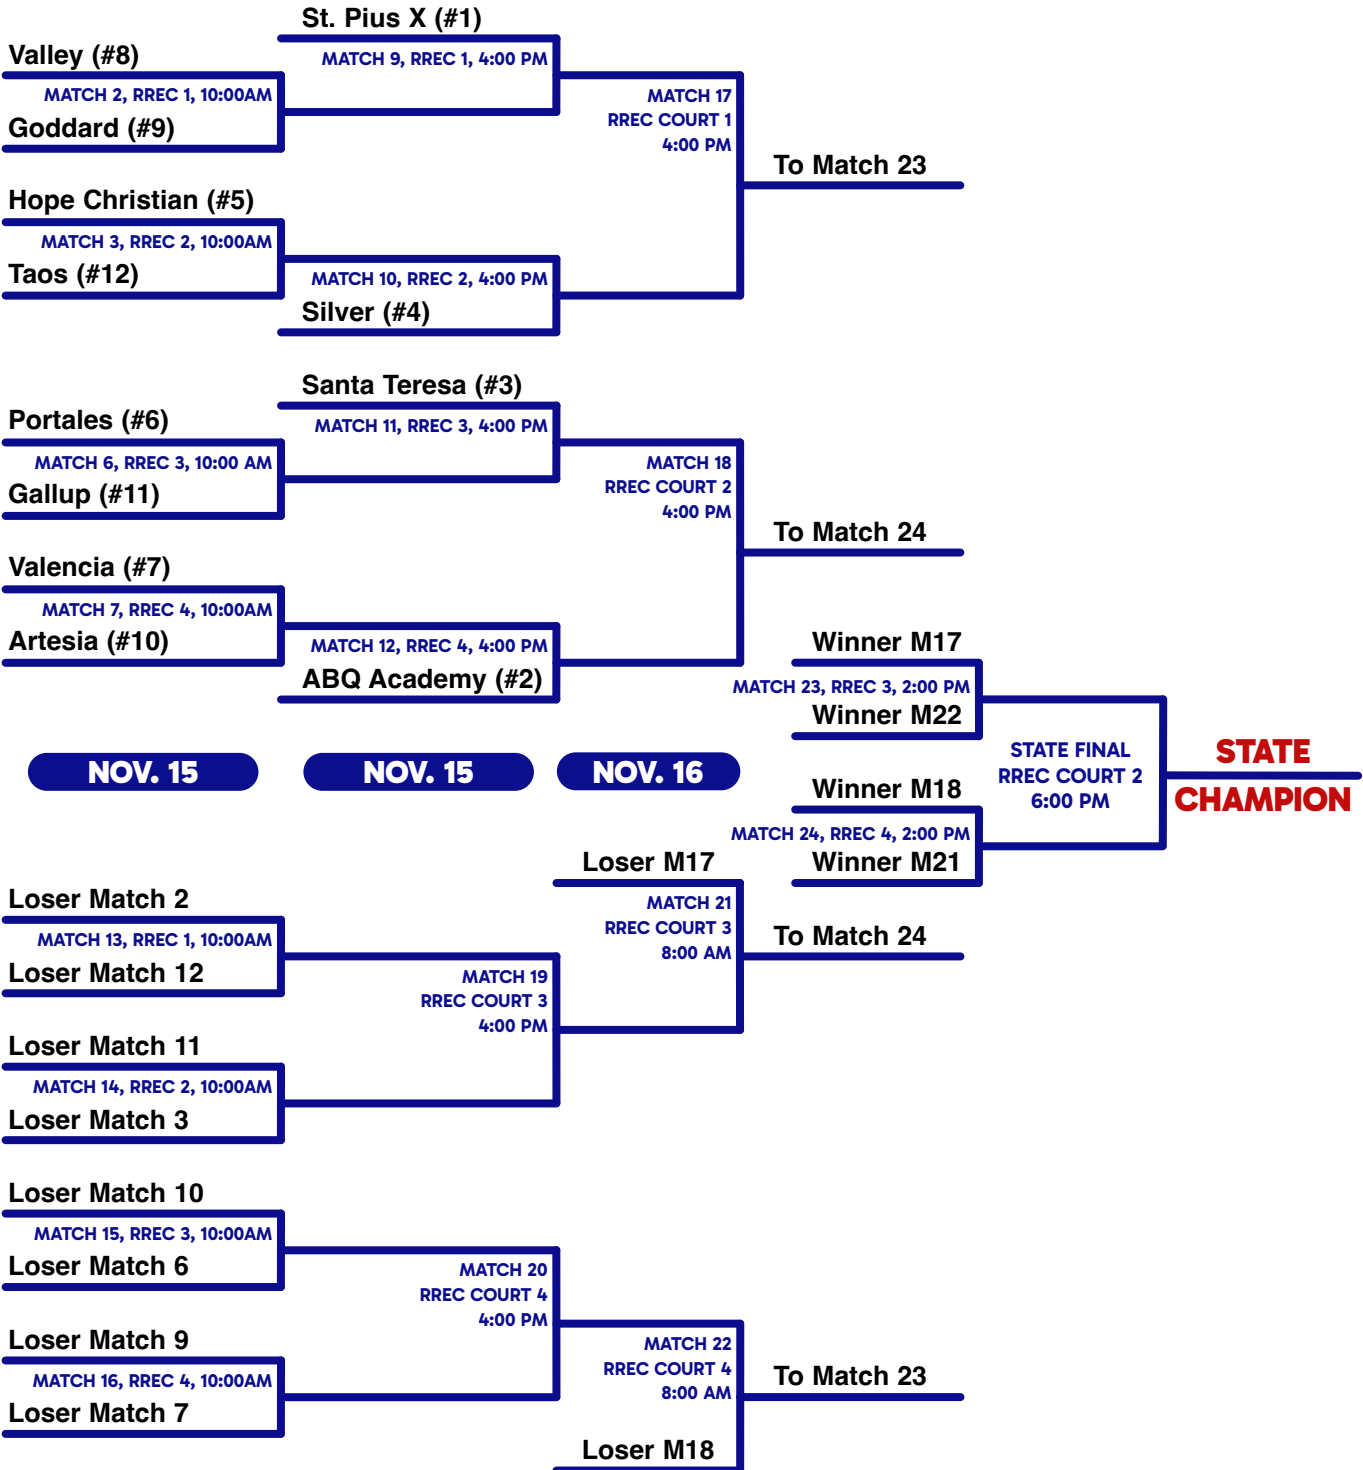 St. Pius X (#1)
Valley (#8)
MATCH 9, RREC 1, 4:00 PM
MATCH 2, RREC 1, 10:00AM
Goddard (#9)
MATCH 17
RREC COURT 1
4:00 PM
To Match 23
Hope Christian (#5)
MATCH 3, RREC 2, 10:00AM
Taos (#12)
MATCH 10, RREC 2, 4:00 PM
Silver (#4)
Santa Teresa (#3)
Portales (#6)
MATCH 11, RREC 3, 4:00 PM
MATCH 6, RREC 3, 10:00 AM
Gallup (#11)
MATCH 18
RREC COURT 2
4:00 PM
To Match 24
Valencia (#7)
MATCH 7, RREC 4, 10:00AM
Artesia (#10)
MATCH 12, RREC 4, 4:00 PM
ABQ Academy (#2)
Winner M17
MATCH 23, RREC 3, 2:00 PM
Winner M22
NOV. 15
NOV. 15
NOV. 16
STATE FINAL
RREC COURT 2
6:00 PM
STATE
CHAMPION
Winner M18
MATCH 24, RREC 4, 2:00 PM
Winner M21
Loser M17
Loser Match 2
MATCH 13, RREC 1, 10:00AM
Loser Match 12
MATCH 21
RREC COURT 3
8:00 AM
To Match 24
MATCH 19
RREC COURT 3
4:00 PM
Loser Match 11
MATCH 14, RREC 2, 10:00AM
Loser Match 3
Loser Match 10
MATCH 15, RREC 3, 10:00AM
Loser Match 6
MATCH 20
RREC COURT 4
4:00 PM
Loser Match 9
MATCH 16, RREC 4, 10:00AM
Loser Match 7
MATCH 22
RREC COURT 4
8:00 AM
To Match 23
Loser M18